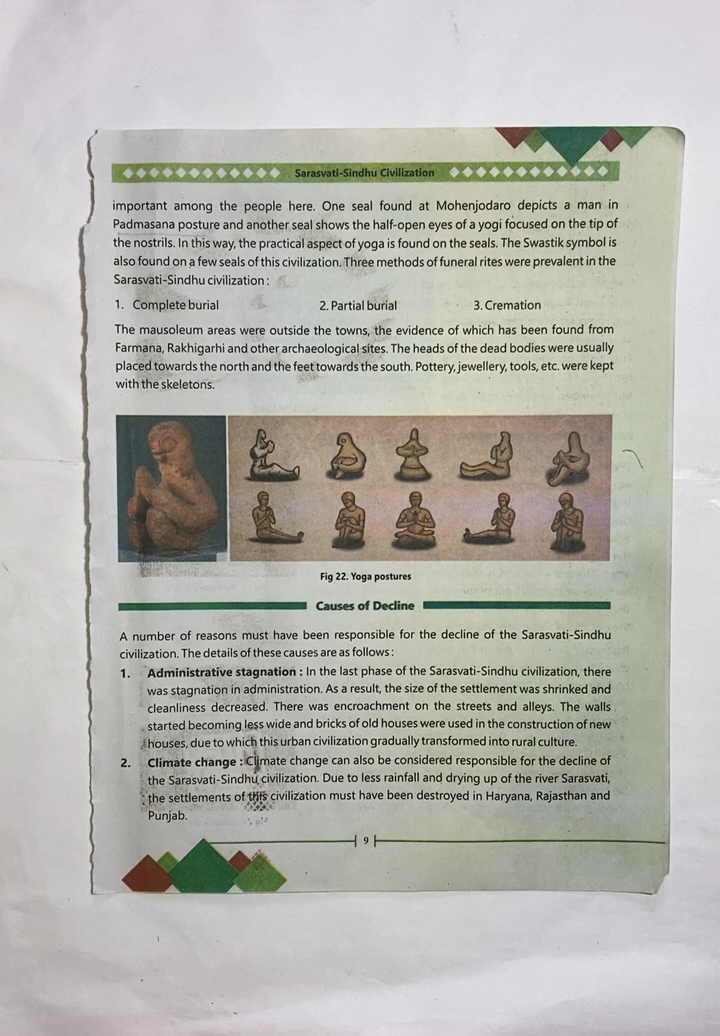 Sarasvati-Sindhu Civilization
important among the people here. One seal found at Mohenjodaro depicts a man in
Padmasana posture and another seal shows the half-open eyes of a yogi focused on the tip of
the nostrils. In this way, the practical aspect of yoga is found on the seals. The Swastik symbol is
also found on a few seals of this civilization. Three methods of funeral rites were prevalent in the
Sarasvati-Sindhu civilization :
1. Complete burial 2. Partial burial 3. Cremation
The mausoleum areas were outside the towns, the evidence of which has been found from
Farmana, Rakhigarhi and other archaeological sites. The heads of the dead bodies were usually
placed towards the north and the feet towards the south. Pottery, jewellery, tools, etc. were kept
with the skeletons.
Fig 22. Yoga postures
Causes of Decline
A number of reasons must have been responsible for the decline of the Sarasvati-Sindhu
civilization. The details of these causes are as follows :
1. Administrative stagnation : In the last phase of the Sarasvati-Sindhu civilization, there
was stagnation in administration. As a result, the size of the settlement was shrinked and
cleanliness decreased. There was encroachment on the streets and alleys. The walls
started becoming less wide and bricks of old houses were used in the construction of new
houses, due to which this urban civilization gradually transformed into rural culture.
2. Climate change : Climate change can also be considered responsible for the decline of
the Sarasvati-Sindhu civilization. Due to less rainfall and drying up of the river Sarasvati,
the settlements of this civilization must have been destroyed in Haryana, Rajasthan and
Punjab.
9